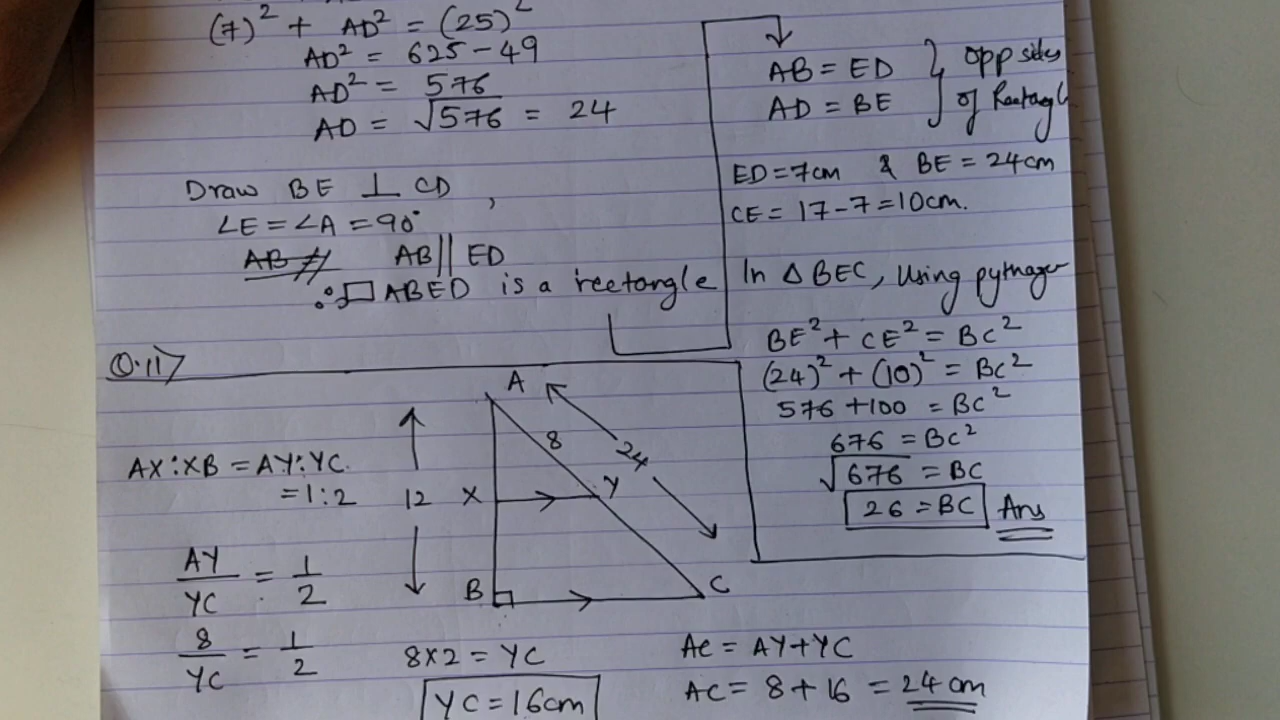 (7)² + AD² = (25)²
AD² = 625 - 49
AD² = 576
AD = √576 = 24
Draw BE ⊥ CD,
∠E = ∠A = 90°
AB // AB || ED
∴ □ ABED is a rectangle
AB = ED } opp sides
AD = BE } of Rectangl
ED = 7cm & BE = 24cm
CE = 17 - 7 = 10cm.
In △ BEC, Using
BE² + CE² = BC²
(24)² + (10)² = BC²
576 + 100 = BC²
676 = BC²
√676 = BC
26 = BC Ans
Q.11>
A
8
24
AX : XB = AY : YC
= 1 : 2
12
X
Y
B
C
AY/YC = 1/2
8/YC = 1/2
8 × 2 = YC
YC = 16cm
AC = AY + YC
AC = 8 + 16 = 24 cm